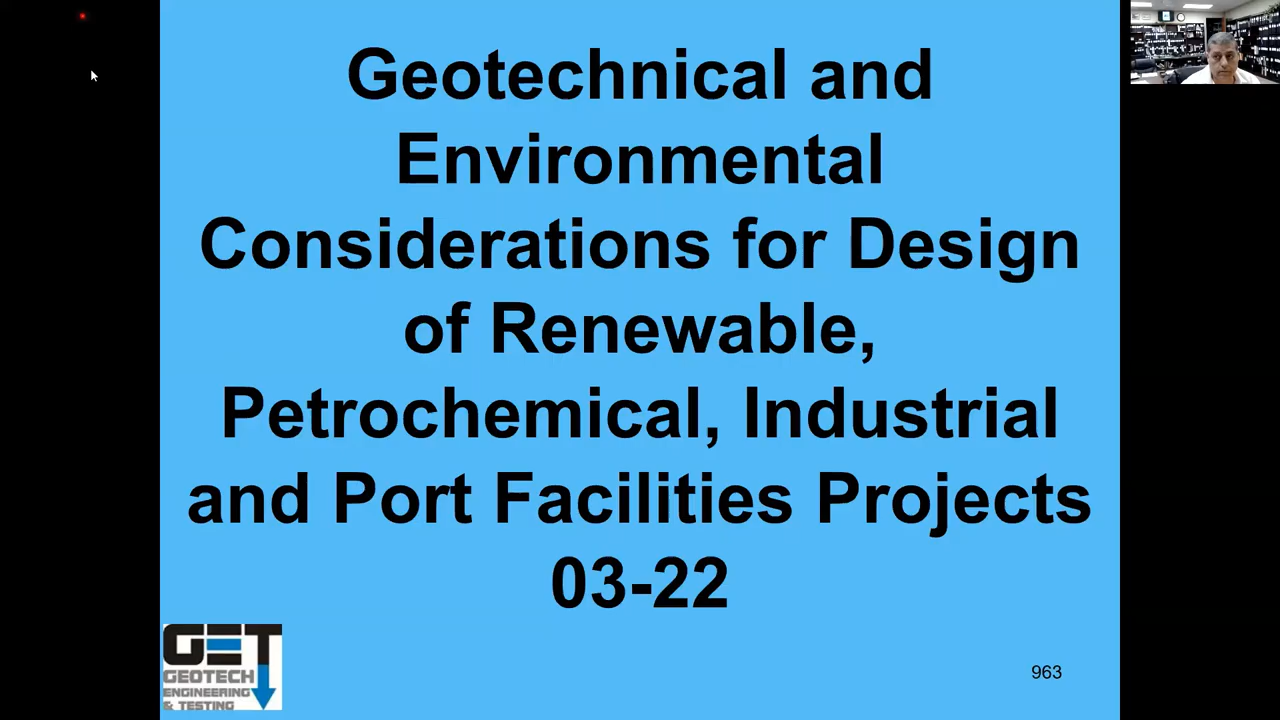 Geotechnical and
Environmental
Considerations for Design
of Renewable,
Petrochemical, Industrial
and Port Facilities Projects
03-22
GET
GEOTECH
ENGINEERING
& TESTING
963